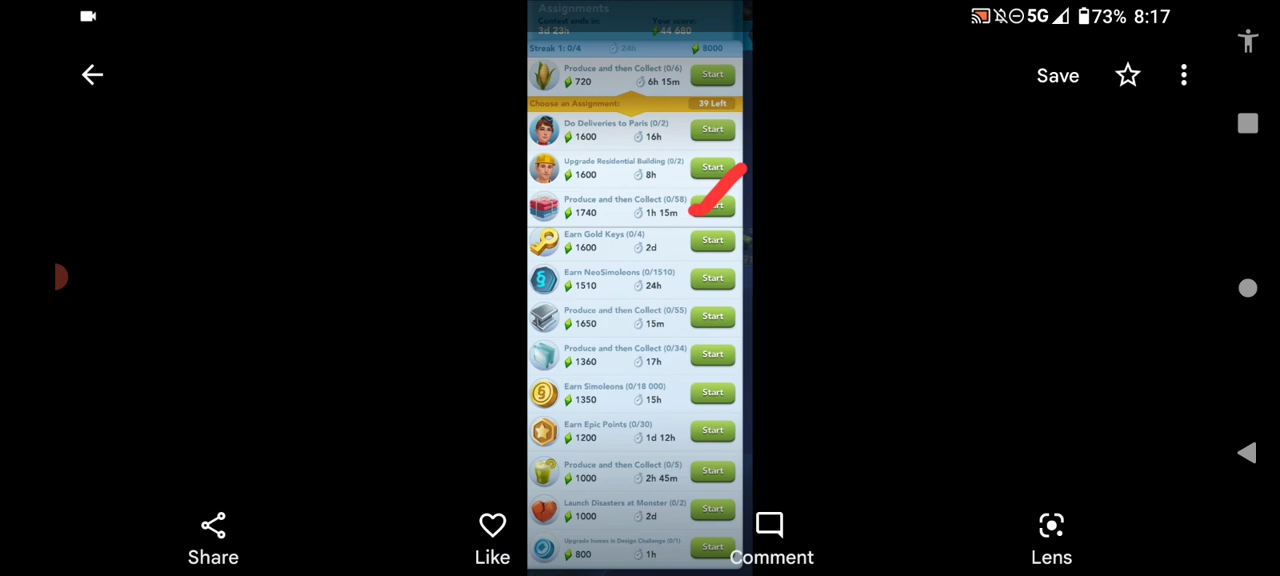 5G 73% 8:17
Save
Assignments
Contest ends in: Your score:
3d 23h 44 680
Streak 1: 0/4 24h 8000
Produce and then Collect (0/6)
720 6h 15m Start
Choose an Assignment: 39 Left
Do Deliveries to Paris (0/2)
1600 16h Start
Upgrade Residential Building (0/2)
1600 8h Start
Produce and then Collect (0/58)
1740 1h 15m
Earn Gold Keys (0/4)
1600 2d Start
Earn NeoSimoleons (0/1510)
1510 24h Start
Produce and then Collect (0/55)
1650 15m Start
Produce and then Collect (0/34)
1360 17h Start
Earn Simoleons (0/18 000)
1350 15h Start
Earn Epic Points (0/30)
1200 1d 12h Start
Produce and then Collect (0/5)
1000 2h 45m Start
Launch Disasters at Monster (0/2)
1000 2d Start
Upgrade homes in Design Challenge (0/1)
800 1h Start
Share Like Comment Lens